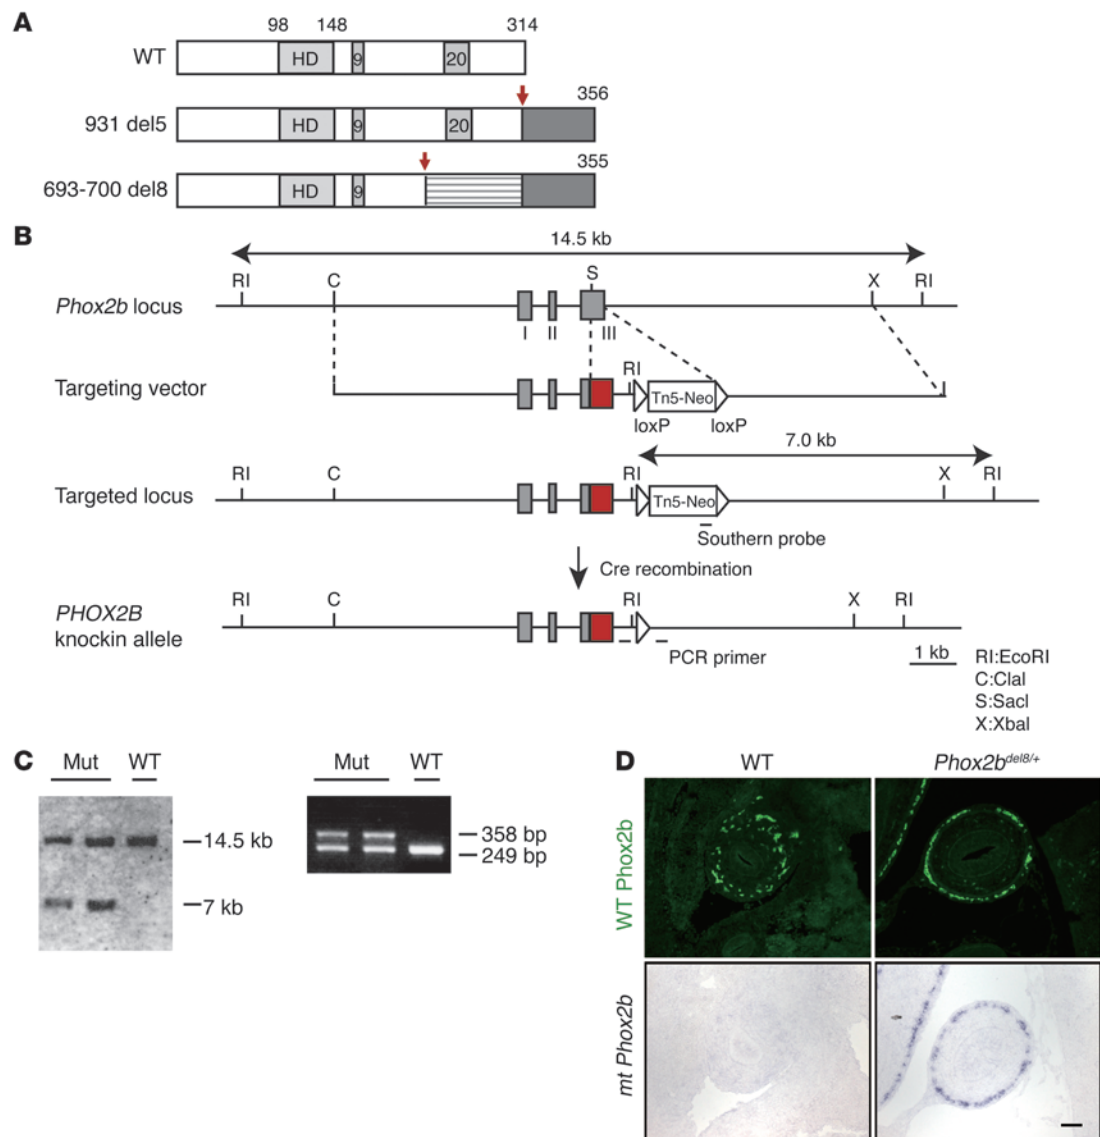 A
98 148 314
WT HD 9 20
356
931 del5 HD 9 20
355
693-700 del8 HD 9
B
14.5 kb
RI C S X RI
Phox2b locus
I II III
RI
Targeting vector
Tn5-Neo
loxP loxP
7.0 kb
RI C RI X RI
Targeted locus
Tn5-Neo
Southern probe
Cre recombination
PHOX2B
knockin allele
RI C RI X RI
PCR primer
1 kb
RI:EcoRI
C:ClaI
S:SacI
X:XbaI
C
Mut WT
14.5 kb
7 kb
Mut WT
358 bp
249 bp
D
WT Phox2bdel8/+
WT Phox2b
mt Phox2b